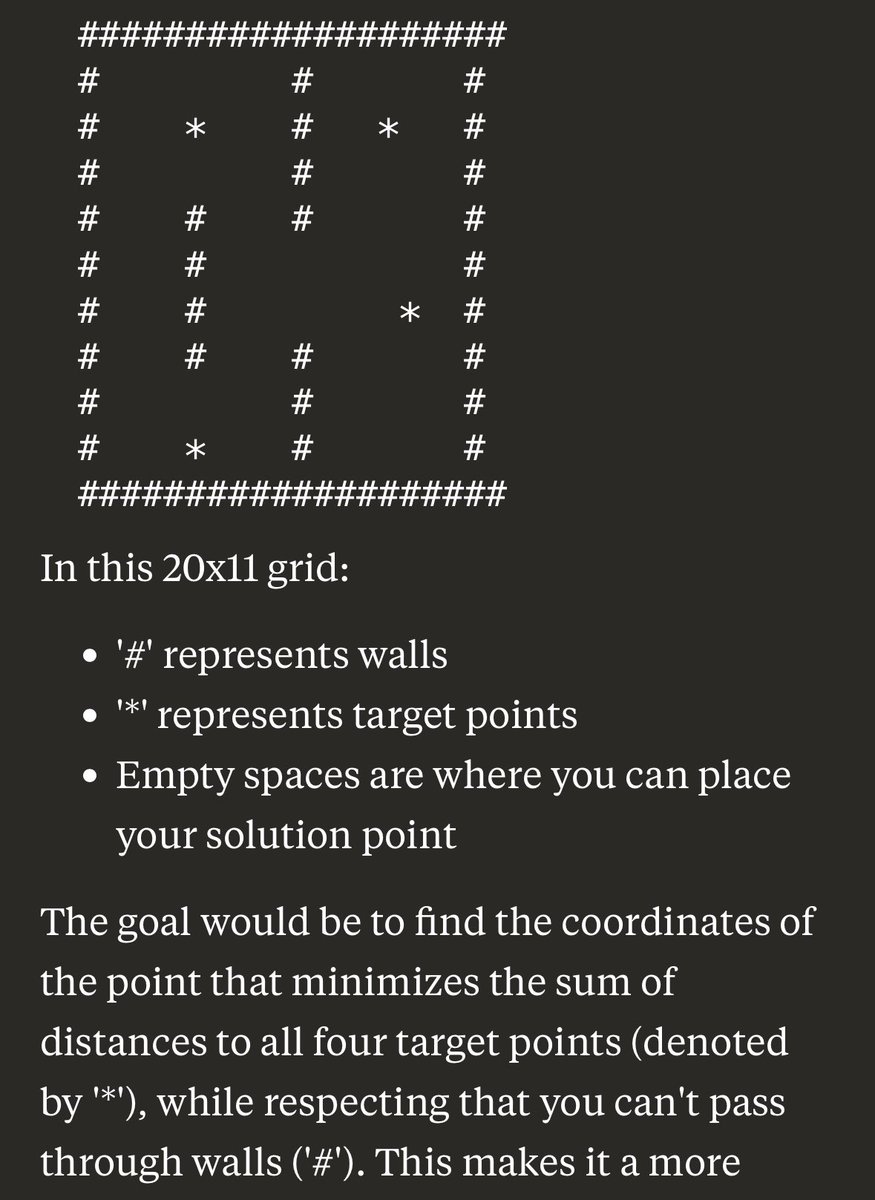 ####################
#         #       #
#    *    #   *   #
#         #       #
#    #    #       #
#    #            #
#    #         *  #
#    #    #       #
#         #       #
#    *    #       #
####################
In this 20x11 grid:
• '#' represents walls
• '*' represents target points
• Empty spaces are where you can place
your solution point
The goal would be to find the coordinates of
the point that minimizes the sum of
distances to all four target points (denoted
by '*'), while respecting that you can't pass
through walls ('#'). This makes it a more